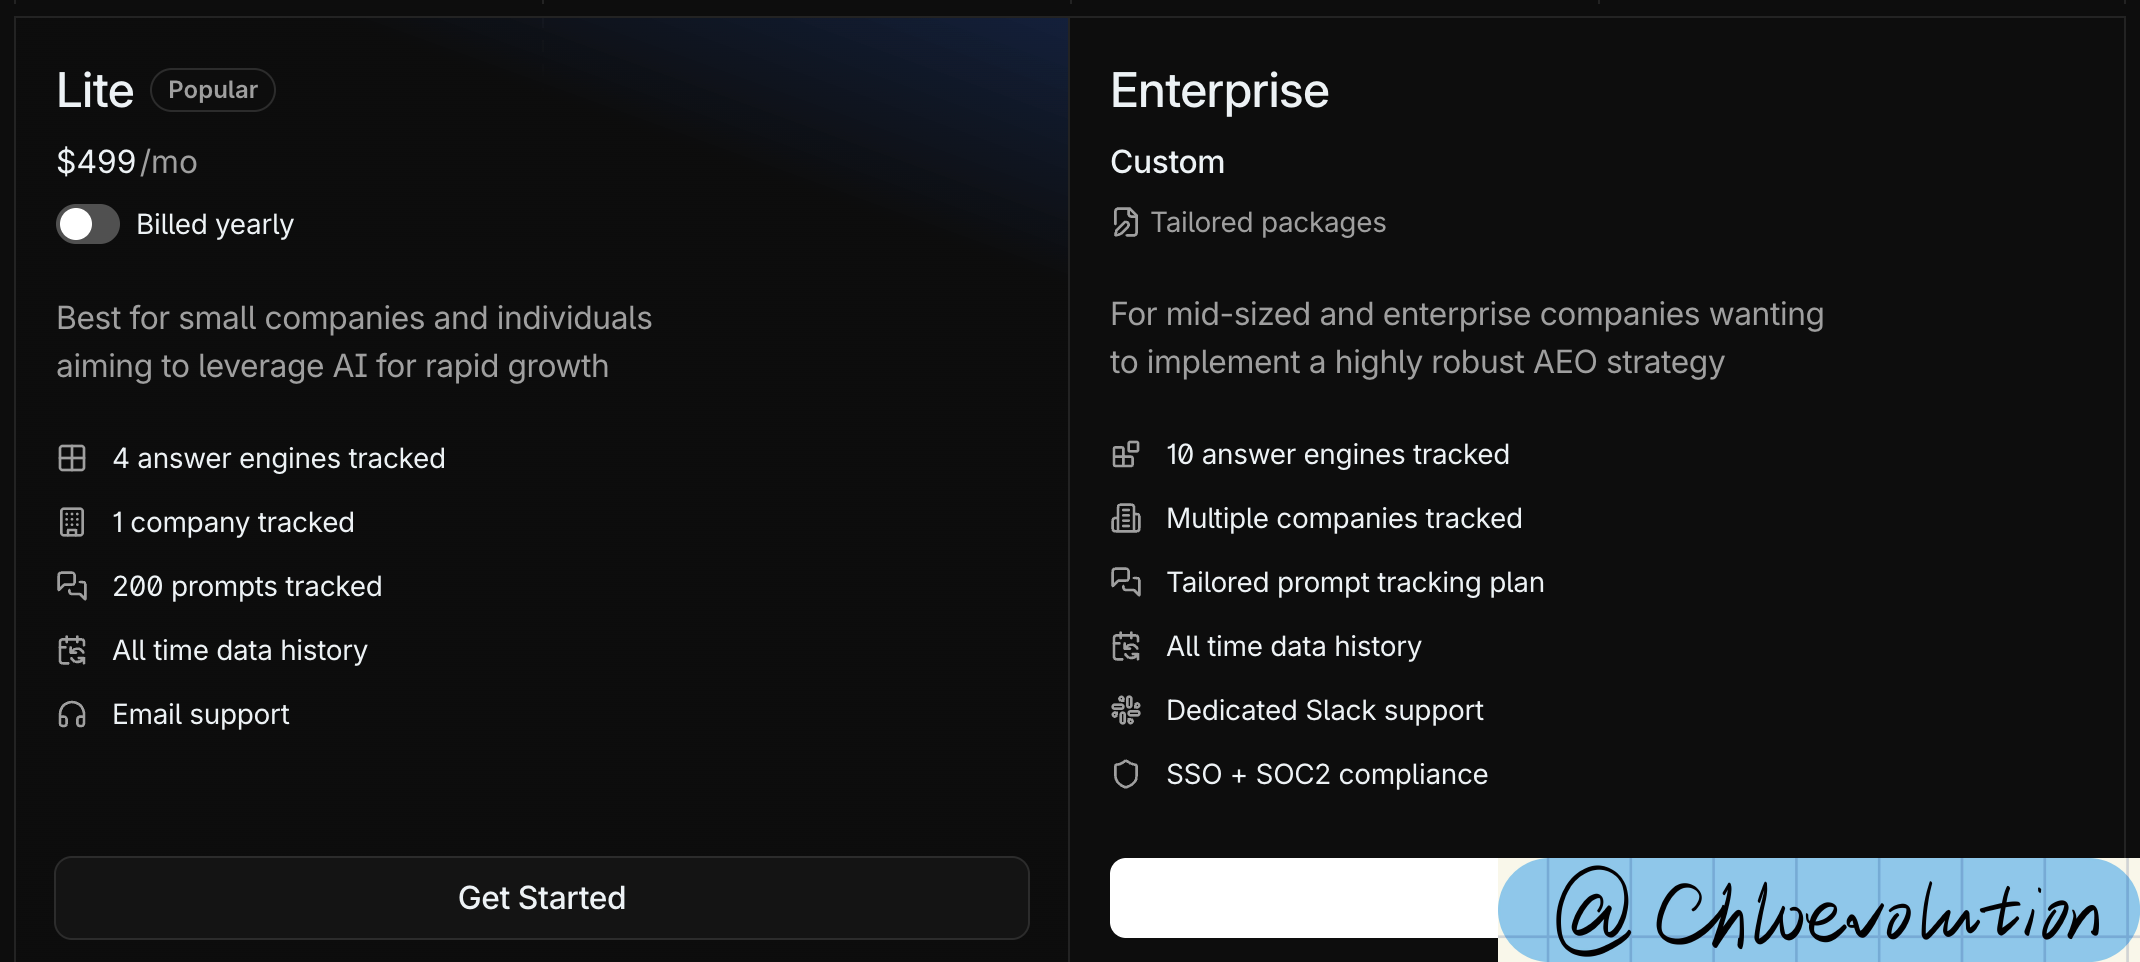 Lite
Popular
$499/mo
Billed yearly
Best for small companies and individuals
aiming to leverage AI for rapid growth
4 answer engines tracked
1 company tracked
200 prompts tracked
All time data history
Email support
Get Started
Enterprise
Custom
Tailored packages
For mid-sized and enterprise companies wanting
to implement a highly robust AEO strategy
10 answer engines tracked
Multiple companies tracked
Tailored prompt tracking plan
All time data history
Dedicated Slack support
SSO + SOC2 compliance
@Chloevolution